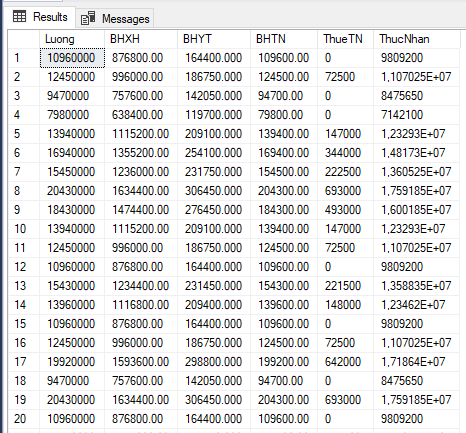 Results Messages
Luong BHXH BHYT BHTN ThueTN ThucNhan
1 10960000 876800.00 164400.000 109600.00 0 9809200
2 12450000 996000.00 186750.000 124500.00 72500 1,107025E+07
3 9470000 757600.00 142050.000 94700.00 0 8475650
4 7980000 638400.00 119700.000 79800.00 0 7142100
5 13940000 1115200.00 209100.000 139400.00 147000 1,23293E+07
6 16940000 1355200.00 254100.000 169400.00 344000 1,48173E+07
7 15450000 1236000.00 231750.000 154500.00 222500 1,360525E+07
8 20430000 1634400.00 306450.000 204300.00 693000 1,759185E+07
9 18430000 1474400.00 276450.000 184300.00 493000 1,600185E+07
10 13940000 1115200.00 209100.000 139400.00 147000 1,23293E+07
11 12450000 996000.00 186750.000 124500.00 72500 1,107025E+07
12 10960000 876800.00 164400.000 109600.00 0 9809200
13 15430000 1234400.00 231450.000 154300.00 221500 1,358835E+07
14 13960000 1116800.00 209400.000 139600.00 148000 1,23462E+07
15 10960000 876800.00 164400.000 109600.00 0 9809200
16 12450000 996000.00 186750.000 124500.00 72500 1,107025E+07
17 19920000 1593600.00 298800.000 199200.00 642000 1,71864E+07
18 9470000 757600.00 142050.000 94700.00 0 8475650
19 20430000 1634400.00 306450.000 204300.00 693000 1,759185E+07
20 10960000 876800.00 164400.000 109600.00 0 9809200